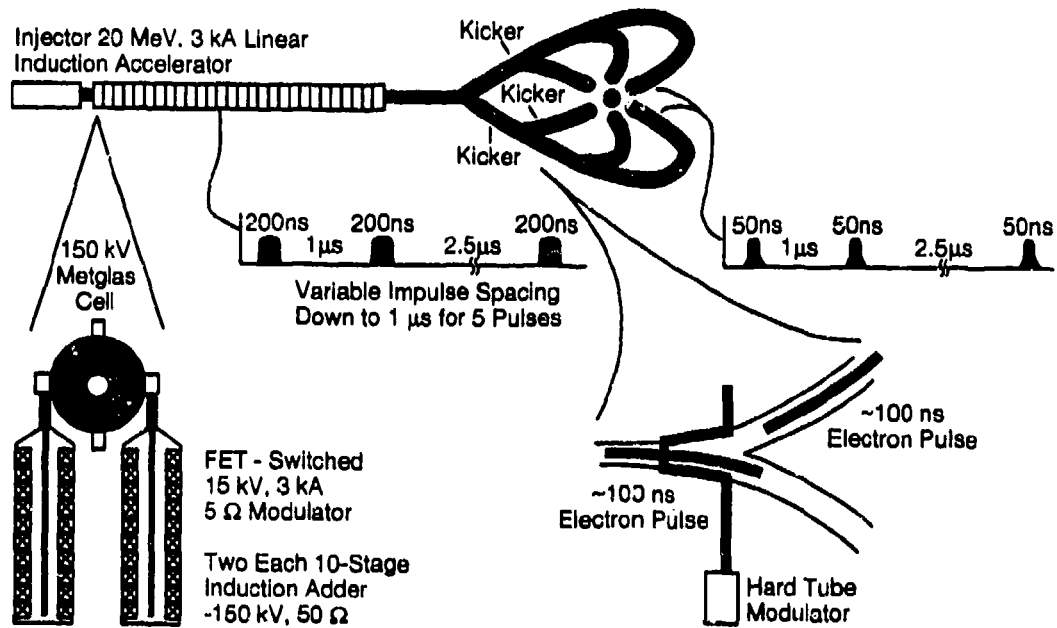 Injector 20 MeV, 3 kA Linear
Induction Accelerator
Kicker
Kicker
Kicker
200ns
200ns
200ns
1μs
2.5μs
50ns
50ns
50ns
1μs
2.5μs
150 kV
Metglas
Cell
Variable Impulse Spacing
Down to 1 μs for 5 Pulses
~100 ns
Electron Pulse
~100 ns
Electron Pulse
FET - Switched
15 kV, 3 kA
5 Ω Modulator
Two Each 10-Stage
Induction Adder
-150 kV, 50 Ω
Hard Tube
Modulator